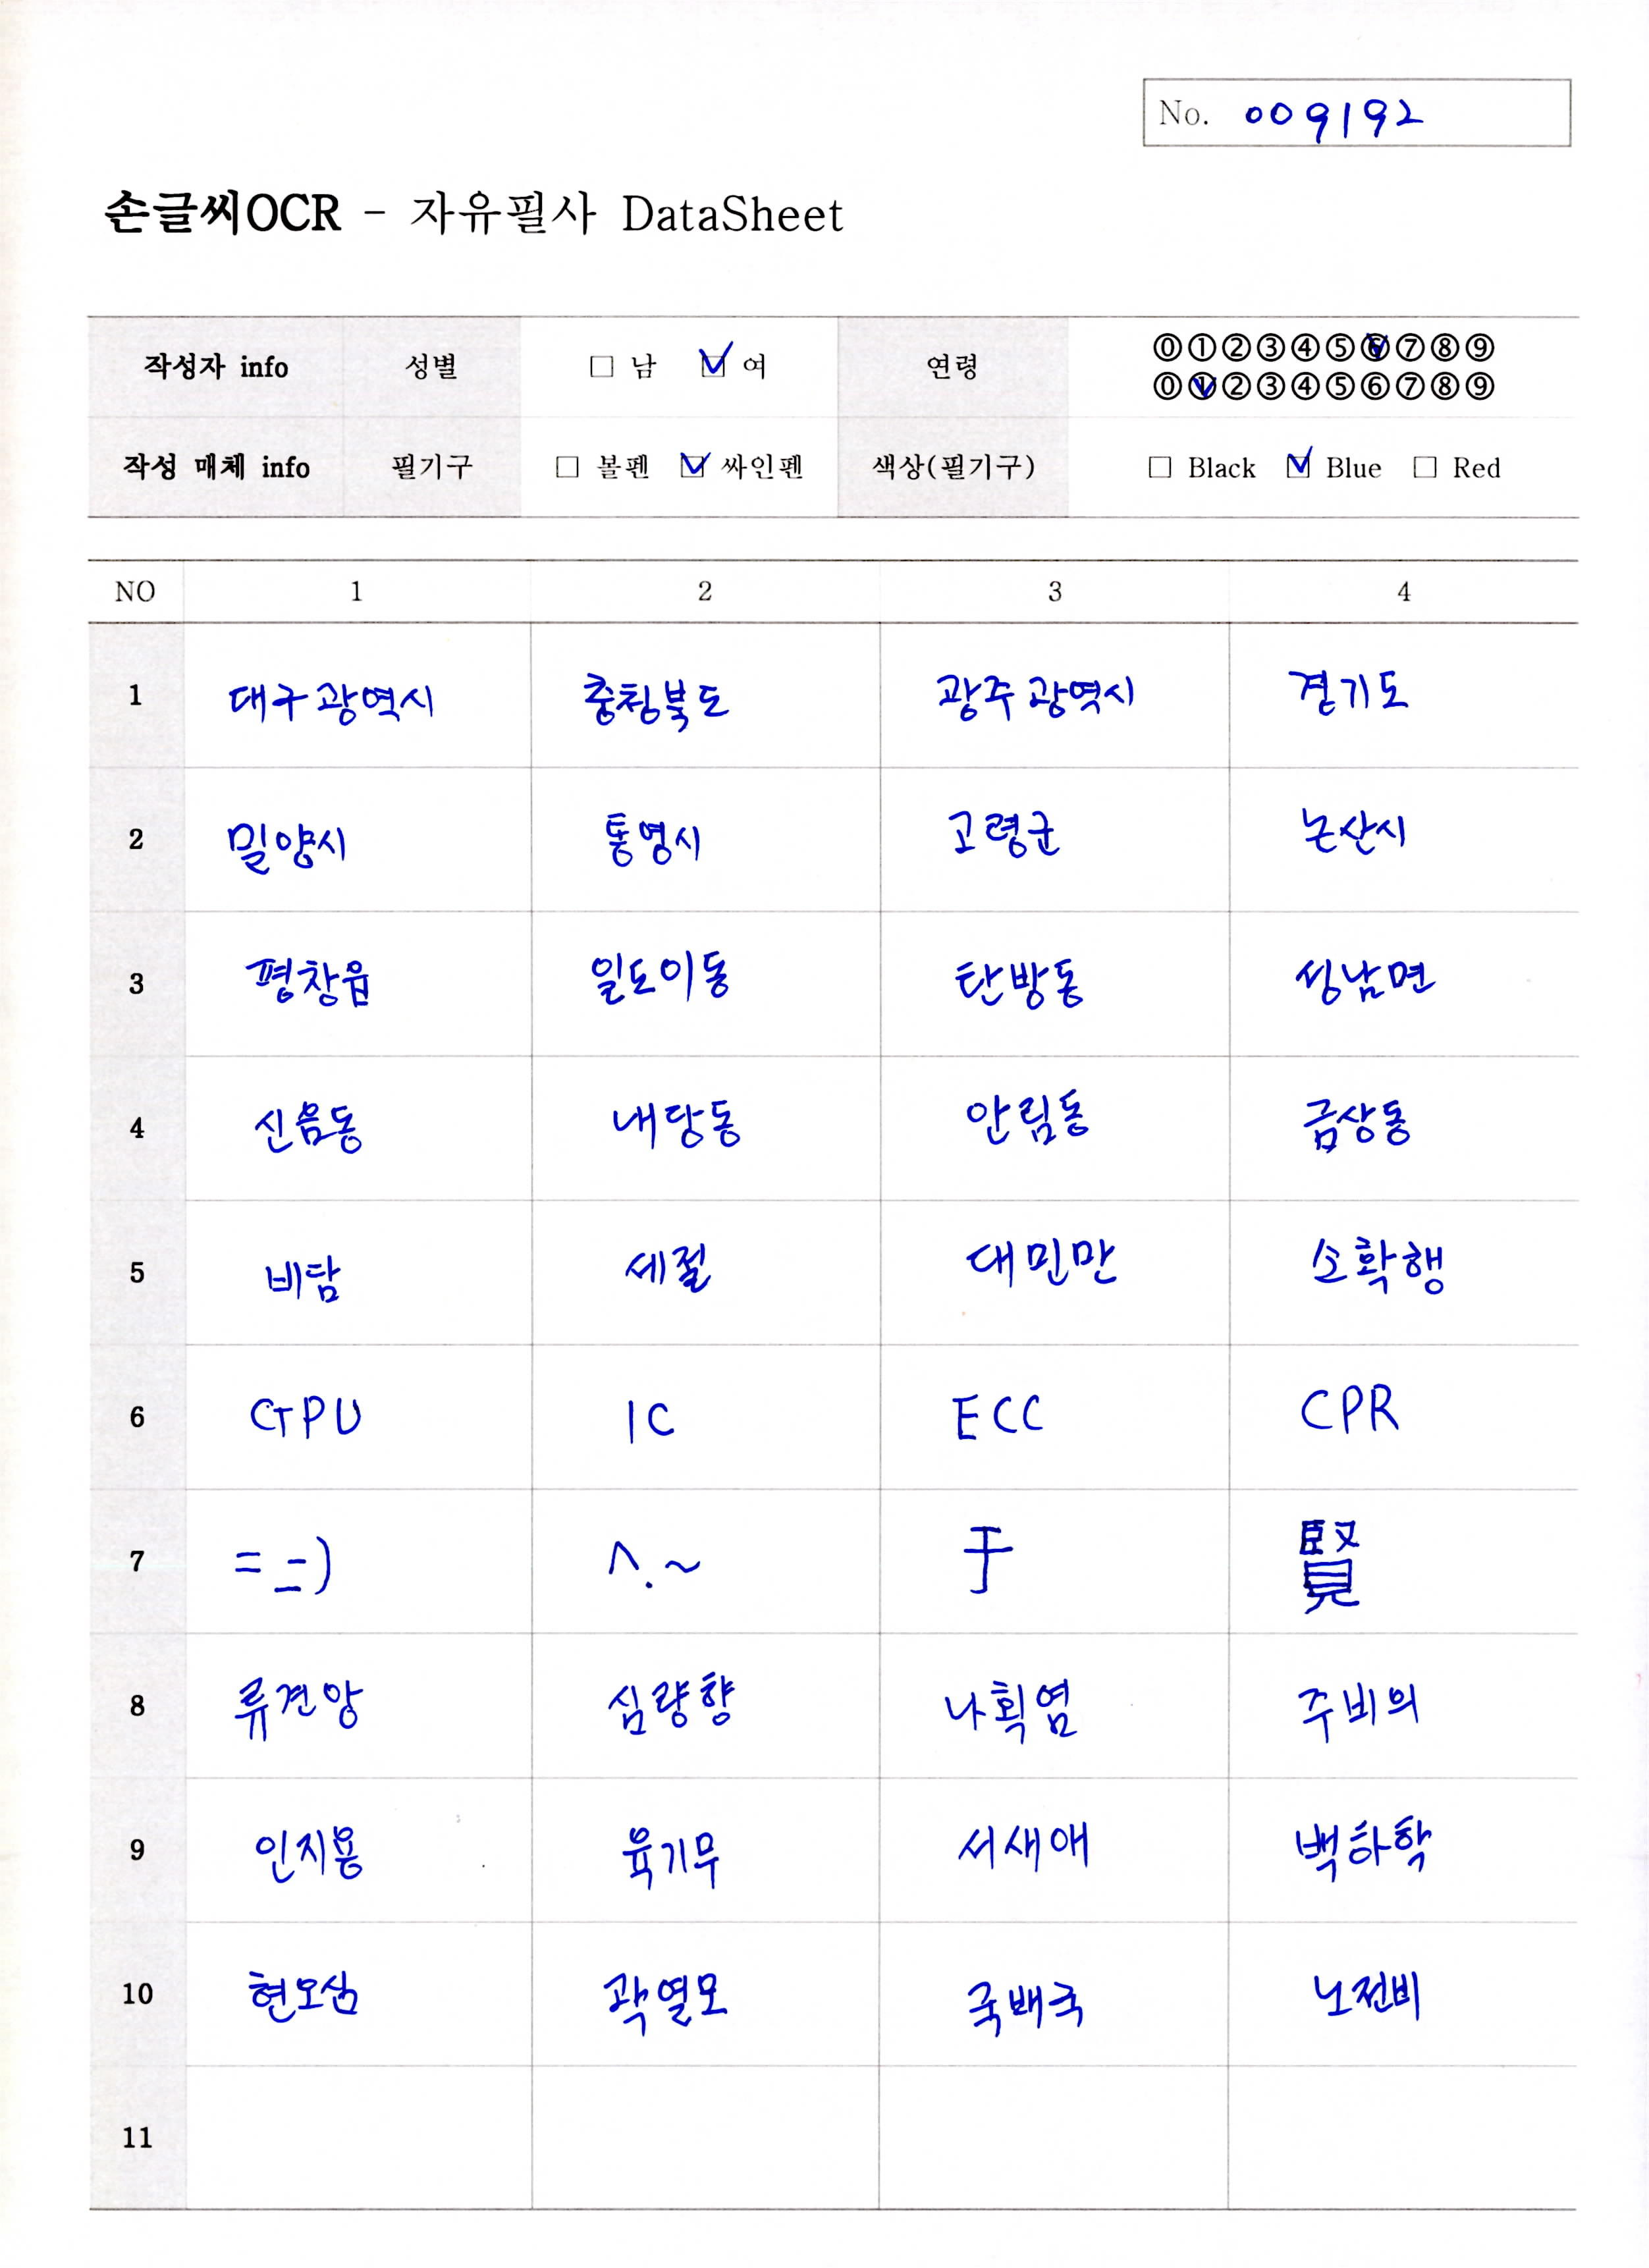 No. 009192
손글씨OCR - 자유필사 DataSheet
작성자 info 성별 □ 남 ☑ 여 연령 ⓪①②③④⑤⑥⑦⑧⑨
⓪①②③④⑤⑥⑦⑧⑨
작성 매체 info 필기구 □ 볼펜 ☑ 싸인펜 색상(필기구) □ Black ☑ Blue □ Red
NO 1 2 3 4
1 대구광역시 충청북도 광주광역시 경기도
2 밀양시 통영시 고령군 논산시
3 평창읍 일도이동 탄방동 성남면
4 신음동 내당동 안림동 금상동
5 비담 세절 대민만 소확행
6 GPU IC ECC CPR
7 = =) ^.~ 于 賢
8 류견앙 심량향 나획염 주비의
9 인지용 육기무 서새애 백하학
10 현오심 곽열모 국배국 노전비
11